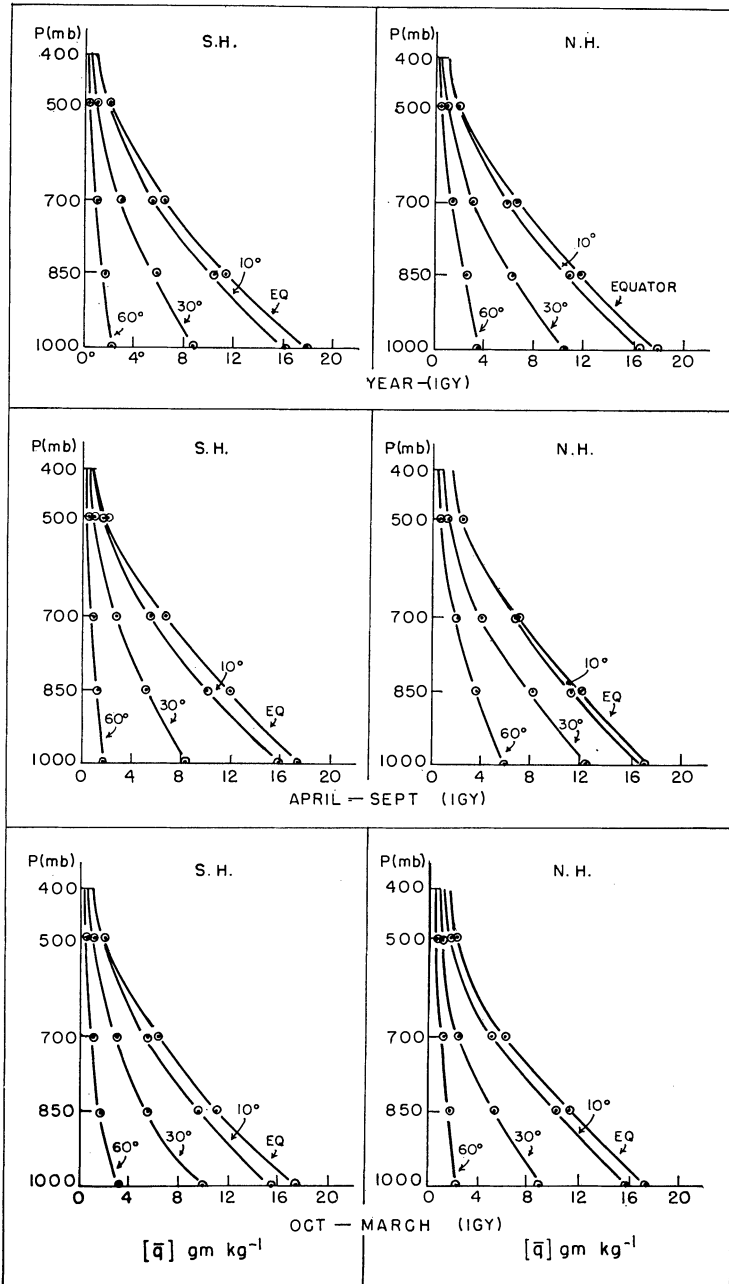 P(mb)
S.H.
400
500
700
850
1000
10°
EQ
30°
60°
0° 4° 8 12 16 20
P(mb)
N.H.
400
500
700
850
1000
10°
EQUATOR
30°
60°
0 4 8 12 16 20
YEAR—(IGY)
P(mb)
S.H.
400
500
700
850
1000
10°
EQ
30°
60°
0 4 8 12 16 20
P(mb)
N.H.
400
500
700
850
1000
10°
EQ
30°
60°
0 4 8 12 16 20
APRIL — SEPT (IGY)
P(mb)
S.H.
400
500
700
850
1000
10°
EQ
30°
60°
0 4 8 12 16 20
P(mb)
N.H.
400
500
700
850
1000
10°
EQ
30°
60°
0 4 8 12 16 20
OCT — MARCH (IGY)
[q̅] gm kg⁻¹
[q̅] gm kg⁻¹